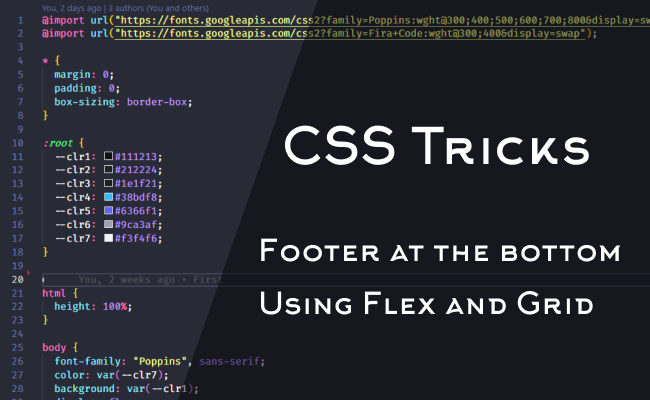 You, 2 days ago | 3 authors (You and others)
1 @import url("https://fonts.googleapis.com/css2?family=Poppins:wght@300;400;500;600;700;800&display=sw
2 @import url("https://fonts.googleapis.com/css2?family=Fira+Code:wght@300;400&display=swap");
3
4 * {
5 margin: 0;
6 padding: 0;
7 box-sizing: border-box;
8 }
9
10 :root {
11 --clr1: #111213;
12 --clr2: #212224;
13 --clr3: #1e1f21;
14 --clr4: #38bdf8;
15 --clr5: #6366f1;
16 --clr6: #9ca3af;
17 --clr7: #f3f4f6;
18 }
19
20 You, 2 weeks ago • First
21 html {
22 height: 100%;
23 }
24
25 body {
26 font-family: "Poppins", sans-serif;
27 color: var(--clr7);
28 background: var(--clr1);
CSS Tricks
Footer at the bottom
Using Flex and Grid